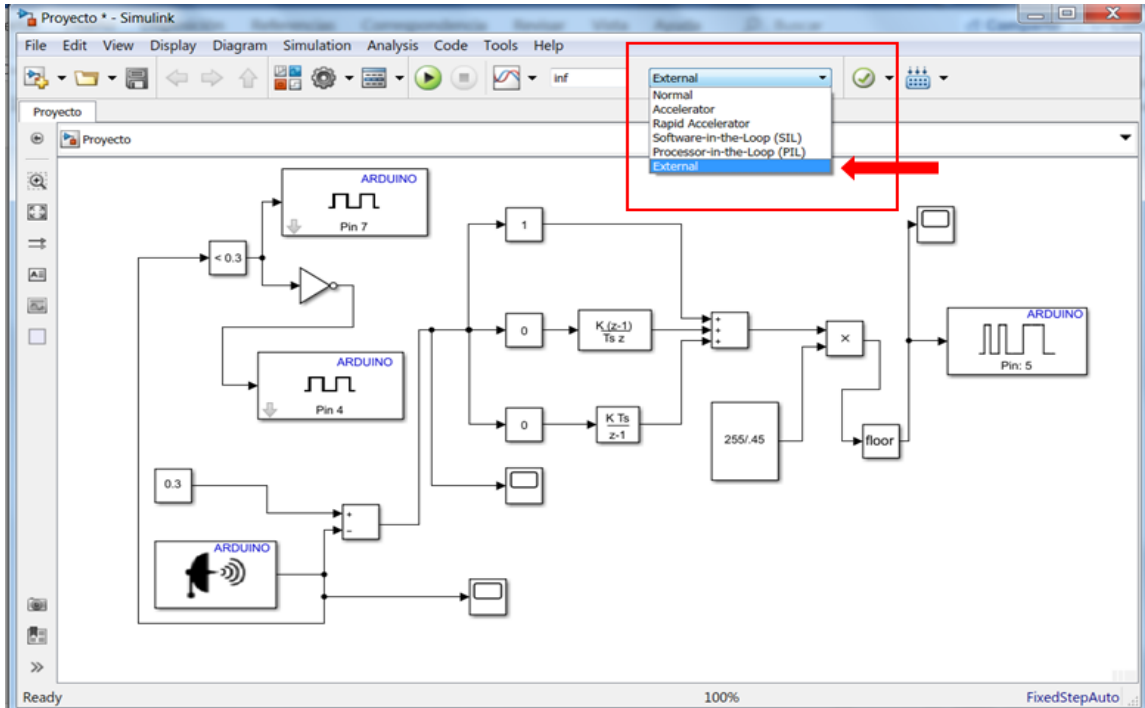 Proyecto * - Simulink
File Edit View Display Diagram Simulation Analysis Code Tools Help
inf
External
Normal
Accelerator
Rapid Accelerator
Software-in-the-Loop (SIL)
Processor-in-the-Loop (PIL)
External
Proyecto
Proyecto
ARDUINO
Pin 7
< 0.3
1
ARDUINO
Pin 4
0
K (z-1)
Ts z
+
+
+
×
ARDUINO
Pin: 5
0
K Ts
z-1
255/.45
floor
0.3
+
−
ARDUINO
Ready
100%
FixedStepAuto